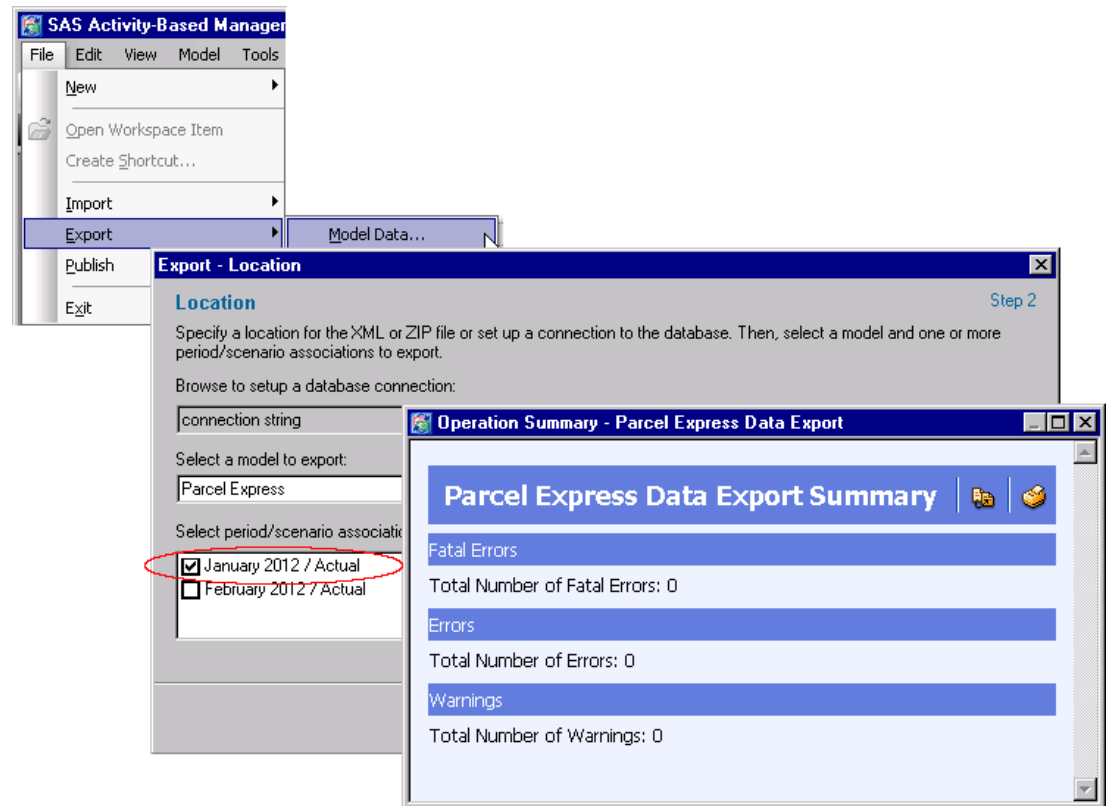 SAS Activity-Based Manager
File Edit View Model Tools
New
Open Workspace Item
Create Shortcut...
Import
Export
Model Data...
Publish
Exit
Export - Location
Location
Step 2
Specify a location for the XML or ZIP file or set up a connection to the database. Then, select a model and one or more
period/scenario associations to export.
Browse to setup a database connection:
connection string
Select a model to export:
Parcel Express
Select period/scenario associatio
January 2012 / Actual
February 2012 / Actual
Operation Summary - Parcel Express Data Export
Parcel Express Data Export Summary
Fatal Errors
Total Number of Fatal Errors: 0
Errors
Total Number of Errors: 0
Warnings
Total Number of Warnings: 0